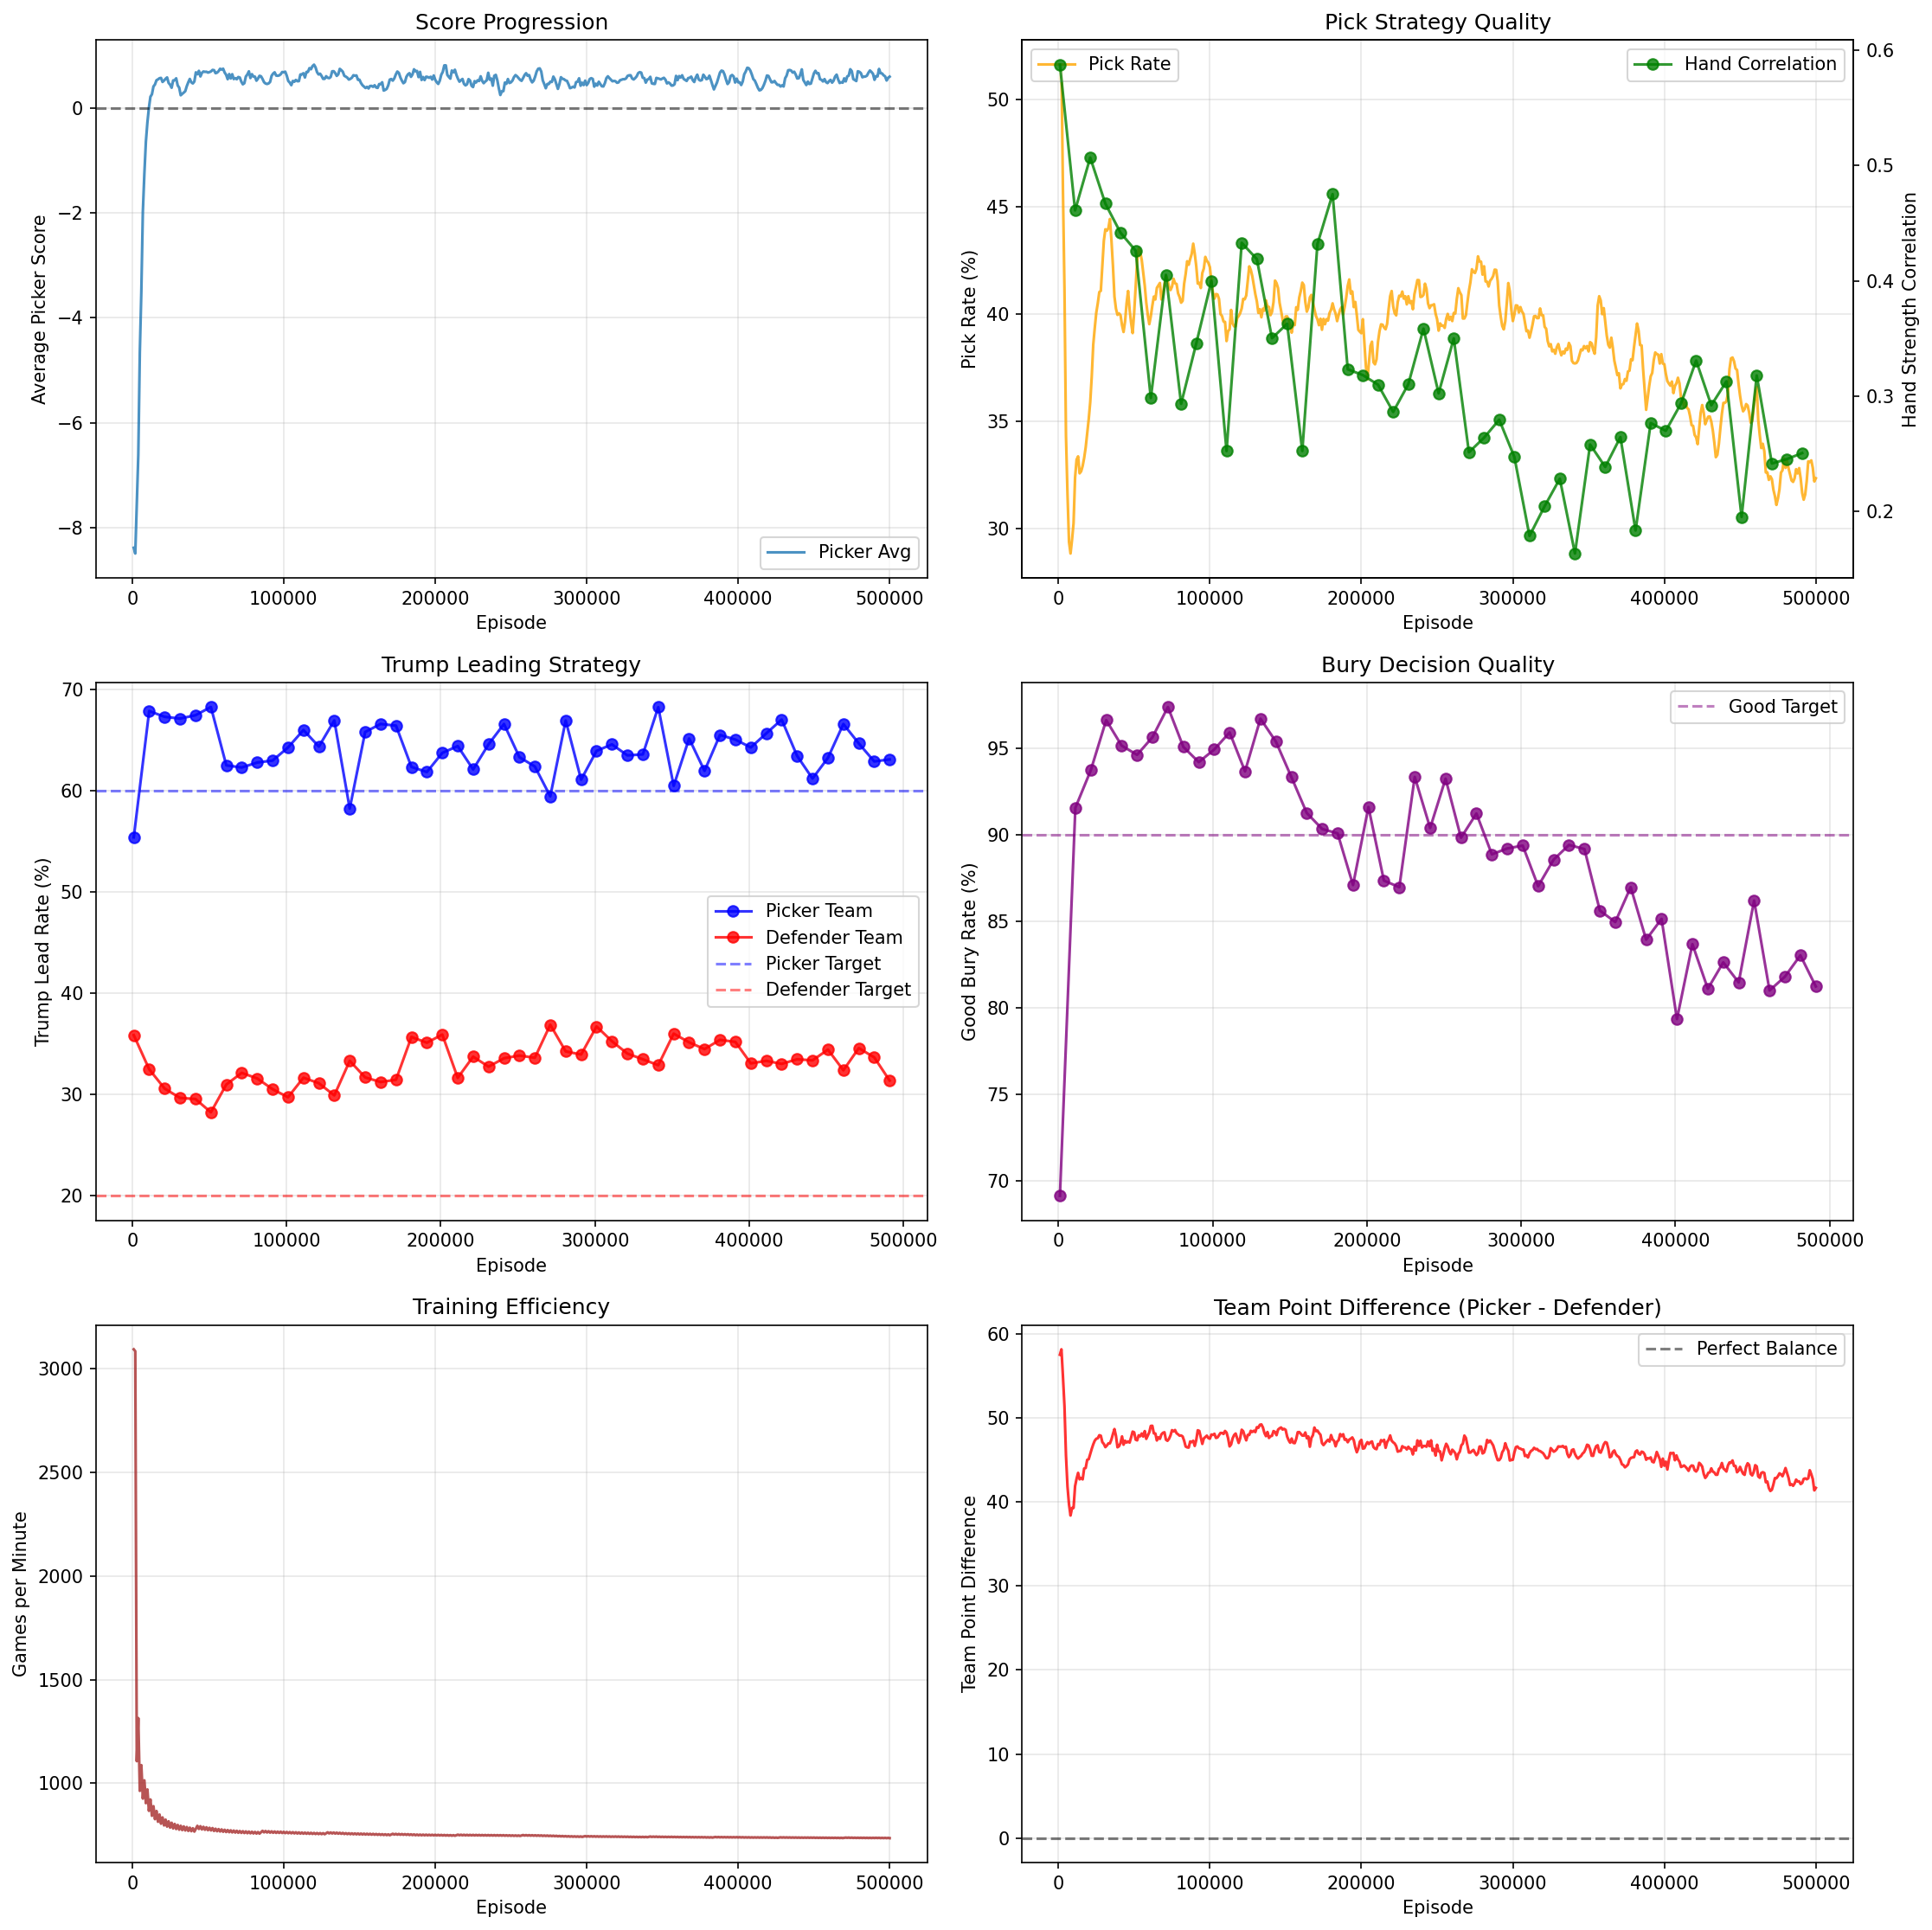 Score Progression
0
−2
−4
−6
−8
Average Picker Score
Picker Avg
0
100000
200000
300000
400000
500000
Episode
Pick Strategy Quality
Pick Rate
Hand Correlation
50
45
40
35
30
Pick Rate (%)
0.6
0.5
0.4
0.3
0.2
Hand Strength Correlation
0
100000
200000
300000
400000
500000
Episode
Trump Leading Strategy
70
60
50
40
30
20
Trump Lead Rate (%)
Picker Team
Defender Team
Picker Target
Defender Target
0
100000
200000
300000
400000
500000
Episode
Bury Decision Quality
Good Target
95
90
85
80
75
70
Good Bury Rate (%)
0
100000
200000
300000
400000
500000
Episode
Training Efficiency
3000
2500
2000
1500
1000
Games per Minute
0
100000
200000
300000
400000
500000
Episode
Team Point Difference (Picker - Defender)
Perfect Balance
60
50
40
30
20
10
0
Team Point Difference
0
100000
200000
300000
400000
500000
Episode